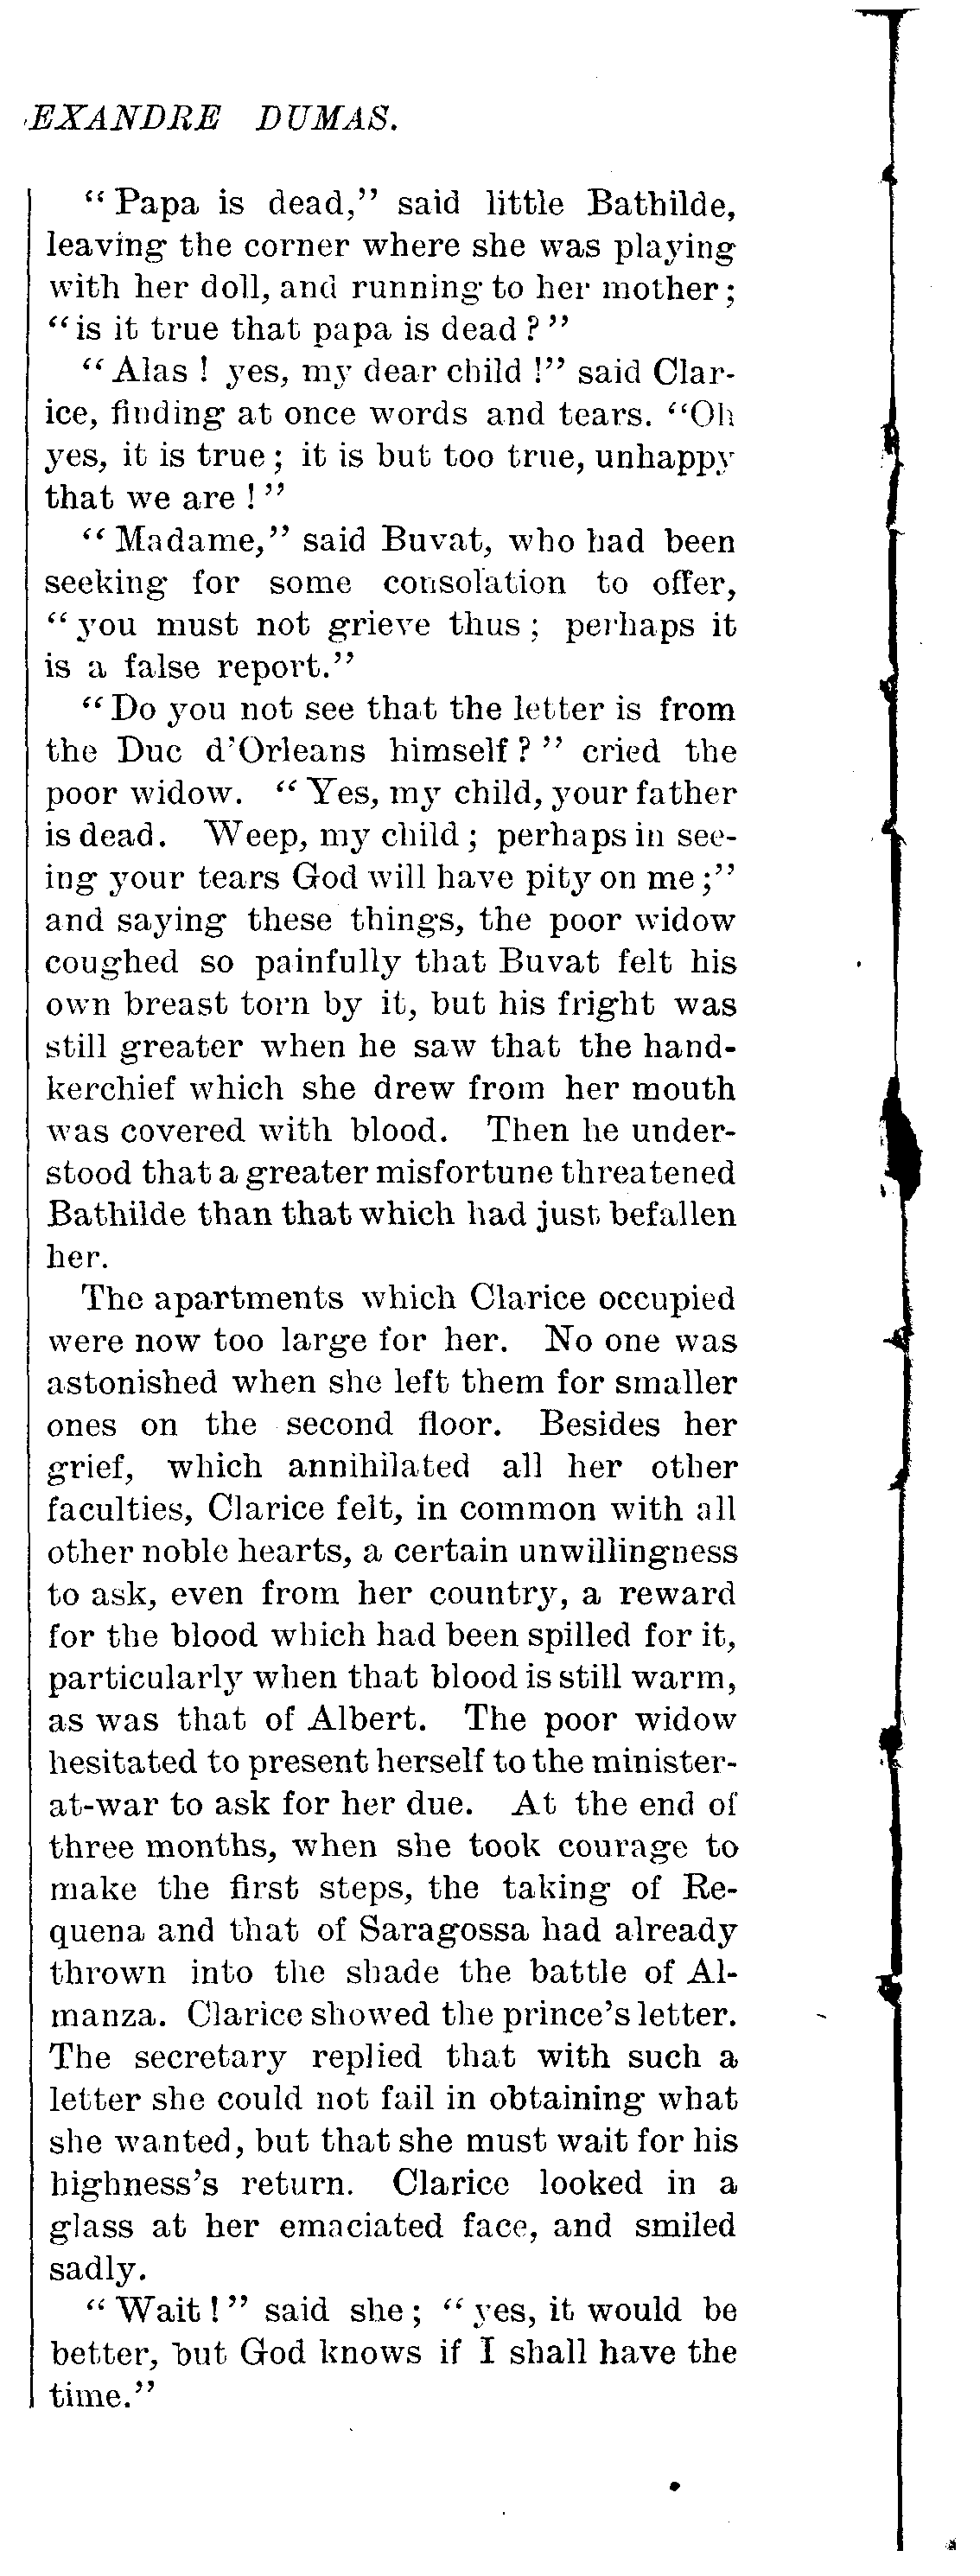 EXANDRE DUMAS.
“Papa is dead,” said little Bathilde,
leaving the corner where she was playing
with her doll, and running to her mother;
“is it true that papa is dead?”
“Alas! yes, my dear child!” said Clar-
ice, finding at once words and tears. “Oh
yes, it is true; it is but too true, unhappy
that we are!”
“Madame,” said Buvat, who had been
seeking for some consolation to offer,
“you must not grieve thus; perhaps it
is a false report.”
“Do you not see that the letter is from
the Duc d'Orleans himself?” cried the
poor widow. “Yes, my child, your father
is dead. Weep, my child; perhaps in see-
ing your tears God will have pity on me;”
and saying these things, the poor widow
coughed so painfully that Buvat felt his
own breast torn by it, but his fright was
still greater when he saw that the hand-
kerchief which she drew from her mouth
was covered with blood. Then he under-
stood that a greater misfortune threatened
Bathilde than that which had just befallen
her.
The apartments which Clarice occupied
were now too large for her. No one was
astonished when she left them for smaller
ones on the second floor. Besides her
grief, which annihilated all her other
faculties, Clarice felt, in common with all
other noble hearts, a certain unwillingness
to ask, even from her country, a reward
for the blood which had been spilled for it,
particularly when that blood is still warm,
as was that of Albert. The poor widow
hesitated to present herself to the minister-
at-war to ask for her due. At the end of
three months, when she took courage to
make the first steps, the taking of Re-
quena and that of Saragossa had already
thrown into the shade the battle of Al-
manza. Clarice showed the prince's letter.
The secretary replied that with such a
letter she could not fail in obtaining what
she wanted, but that she must wait for his
highness's return. Clarice looked in a
glass at her emaciated face, and smiled
sadly.
“Wait!” said she; “yes, it would be
better, but God knows if I shall have the
time.”